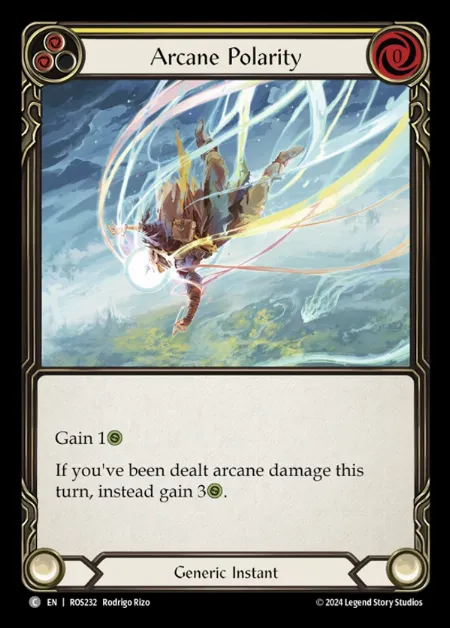 Arcane Polarity
0
Gain 1
If you've been dealt arcane damage this
turn, instead gain 3.
Generic Instant
C EN | ROS232 Rodrigo Rizo
© 2024 Legend Story Studios